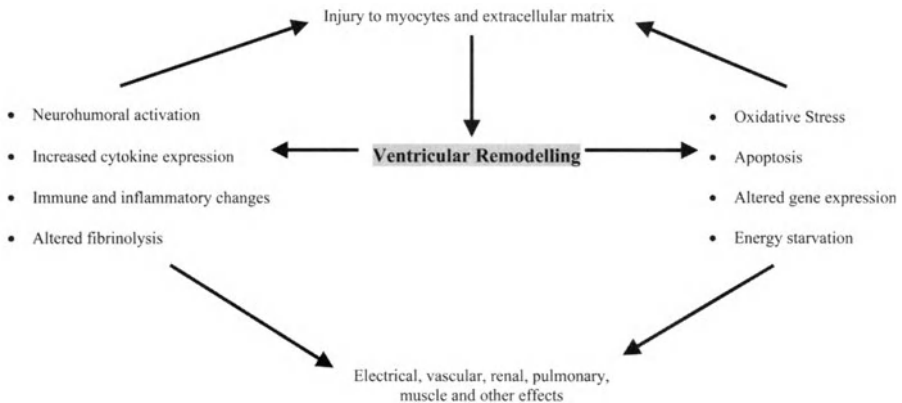 Injury to myocytes and extracellular matrix
• Neurohumoral activation
• Increased cytokine expression
• Immune and inflammatory changes
• Altered fibrinolysis
Ventricular Remodelling
• Oxidative Stress
• Apoptosis
• Altered gene expression
• Energy starvation
Electrical, vascular, renal, pulmonary,
muscle and other effects